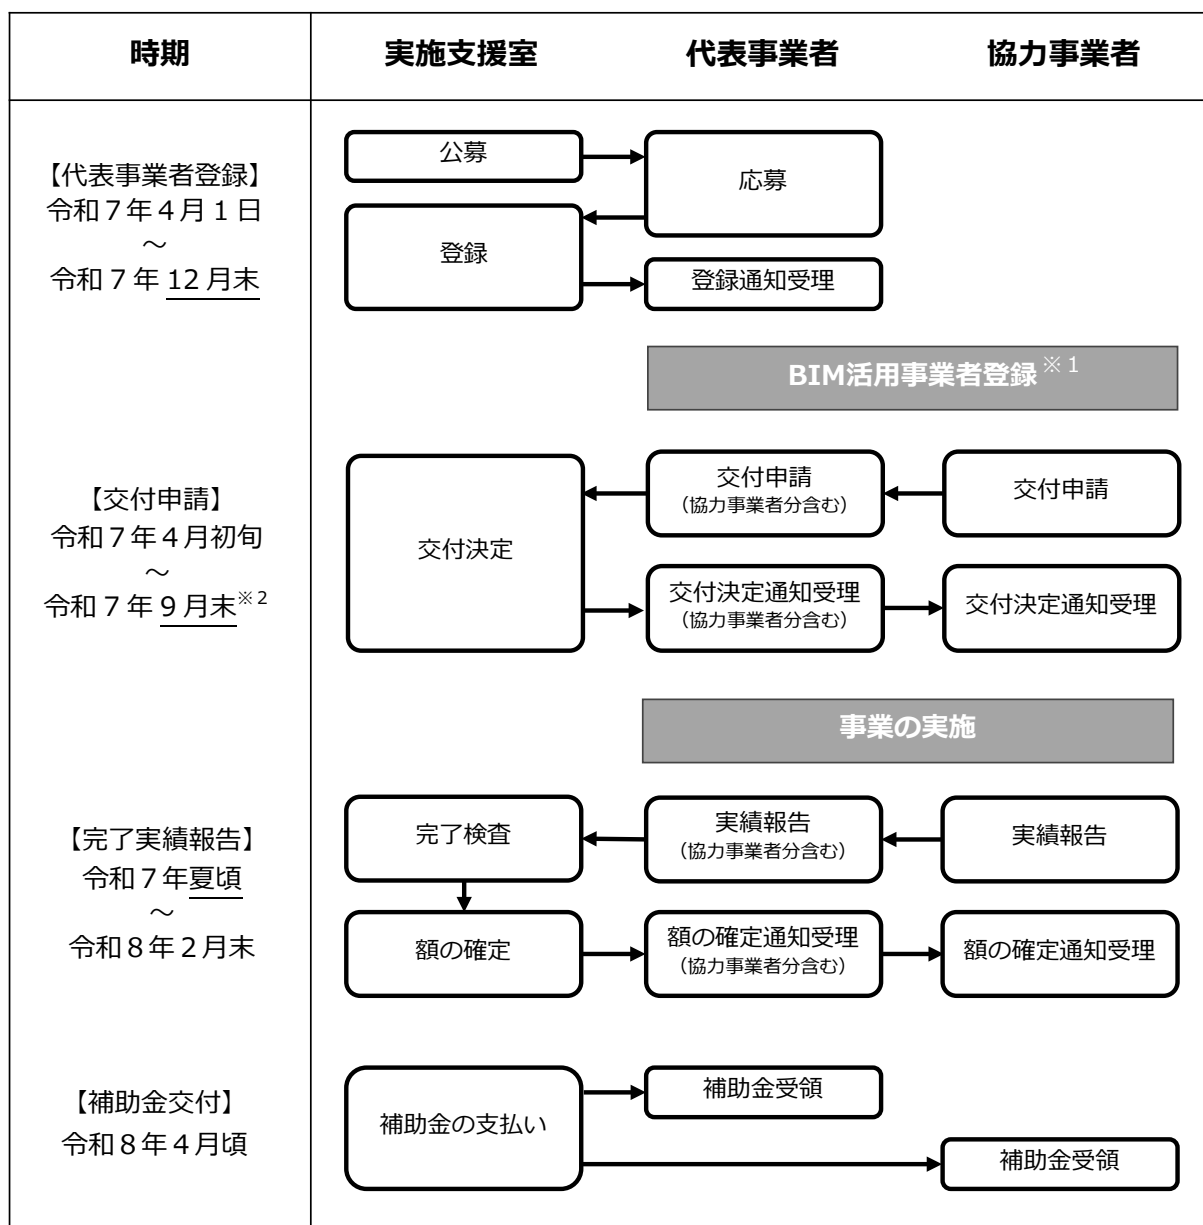 時期
実施支援室
代表事業者
協力事業者
【代表事業者登録】
令和７年４月１日
～
令和７年 12 月末
公募
応募
登録
登録通知受理
BIM活用事業者登録※１
【交付申請】
令和７年４月初旬
～
令和７年 ９月末※２
交付決定
交付申請
（協力事業者分含む）
交付申請
交付決定通知受理
（協力事業者分含む）
交付決定通知受理
事業の実施
【完了実績報告】
令和７年夏頃
～
令和８年２月末
完了検査
実績報告
（協力事業者分含む）
実績報告
額の確定
額の確定通知受理
（協力事業者分含む）
額の確定通知受理
【補助金交付】
令和８年４月頃
補助金の支払い
補助金受領
補助金受領